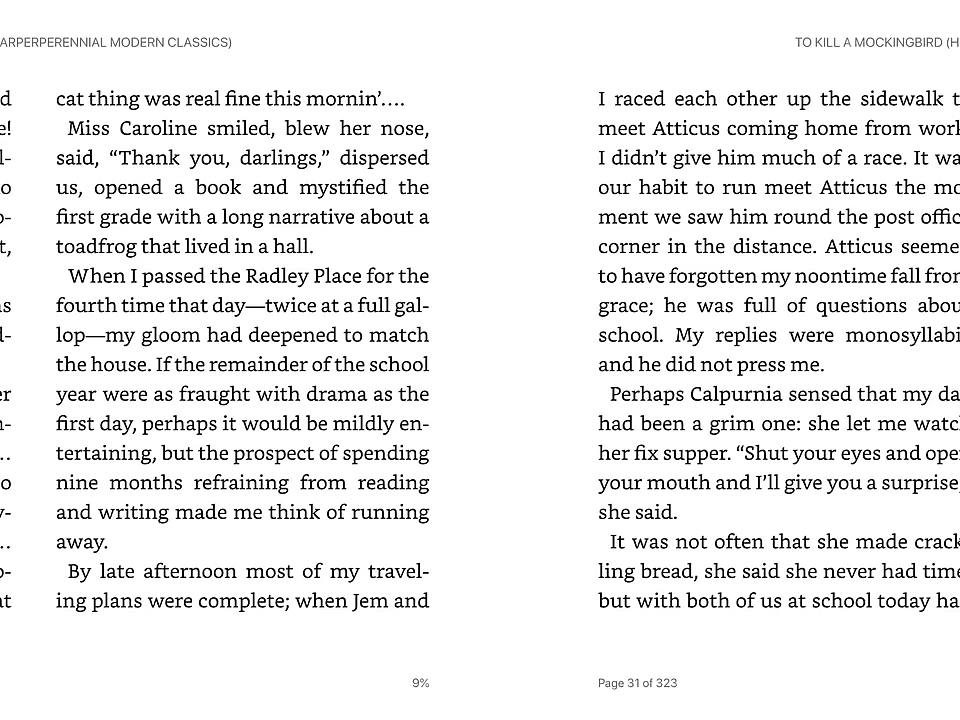 ARPERPERENNIAL MODERN CLASSICS)
cat thing was real fine this mornin’….
Miss Caroline smiled, blew her nose,
said, “Thank you, darlings,” dispersed
us, opened a book and mystified the
first grade with a long narrative about a
toadfrog that lived in a hall.
When I passed the Radley Place for the
fourth time that day—twice at a full gal-
lop—my gloom had deepened to match
the house. If the remainder of the school
year were as fraught with drama as the
first day, perhaps it would be mildly en-
tertaining, but the prospect of spending
nine months refraining from reading
and writing made me think of running
away.
By late afternoon most of my travel-
ing plans were complete; when Jem and
9%
TO KILL A MOCKINGBIRD (H
I raced each other up the sidewalk t
meet Atticus coming home from work
I didn’t give him much of a race. It wa
our habit to run meet Atticus the mo
ment we saw him round the post offic
corner in the distance. Atticus seeme
to have forgotten my noontime fall from
grace; he was full of questions abou
school. My replies were monosyllabi
and he did not press me.
Perhaps Calpurnia sensed that my da
had been a grim one: she let me watch
her fix supper. “Shut your eyes and open
your mouth and I’ll give you a surprise,
she said.
It was not often that she made crack
ling bread, she said she never had time
but with both of us at school today ha
Page 31 of 323